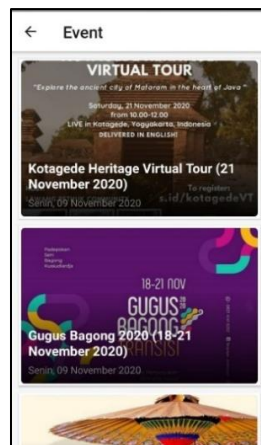 Event
VIRTUAL TOUR
"Explore the ancient city of Mataram in the heart of Java"
Saturday, 21 November 2020
from 10.00-12.00
LIVE in Kotagede, Yogyakarta, Indonesia
DELIVERED IN ENGLISH!
Kotagede Heritage Virtual Tour (21
November 2020)
To register:
s.id/kotagedeVT
Senin, 09 November 2020
18-21 NOV
GUGUS
BAGONG
TRANSISI
Gugus Bagong 2020 (18-21
November 2020)
Senin, 09 November 2020